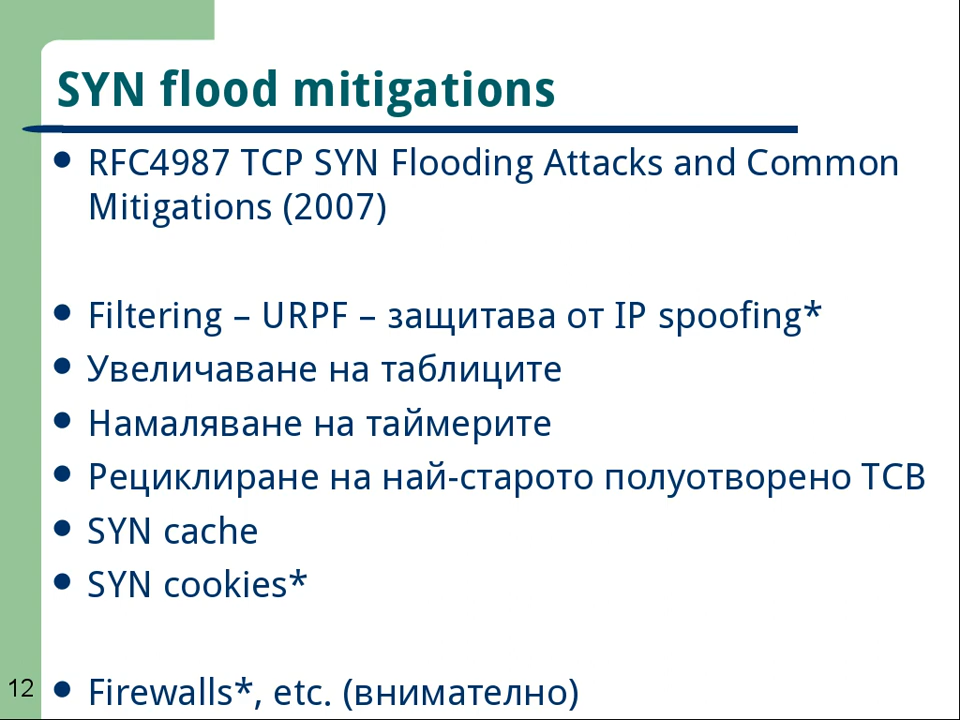 SYN flood mitigations
RFC4987 TCP SYN Flooding Attacks and Common
Mitigations (2007)
Filtering – URPF – защитава от IP spoofing*
Увеличаване на таблиците
Намаляване на таймерите
Рециклиране на най-старото полуотворено TCB
SYN cache
SYN cookies*
Firewalls*, etc. (внимателно)
12